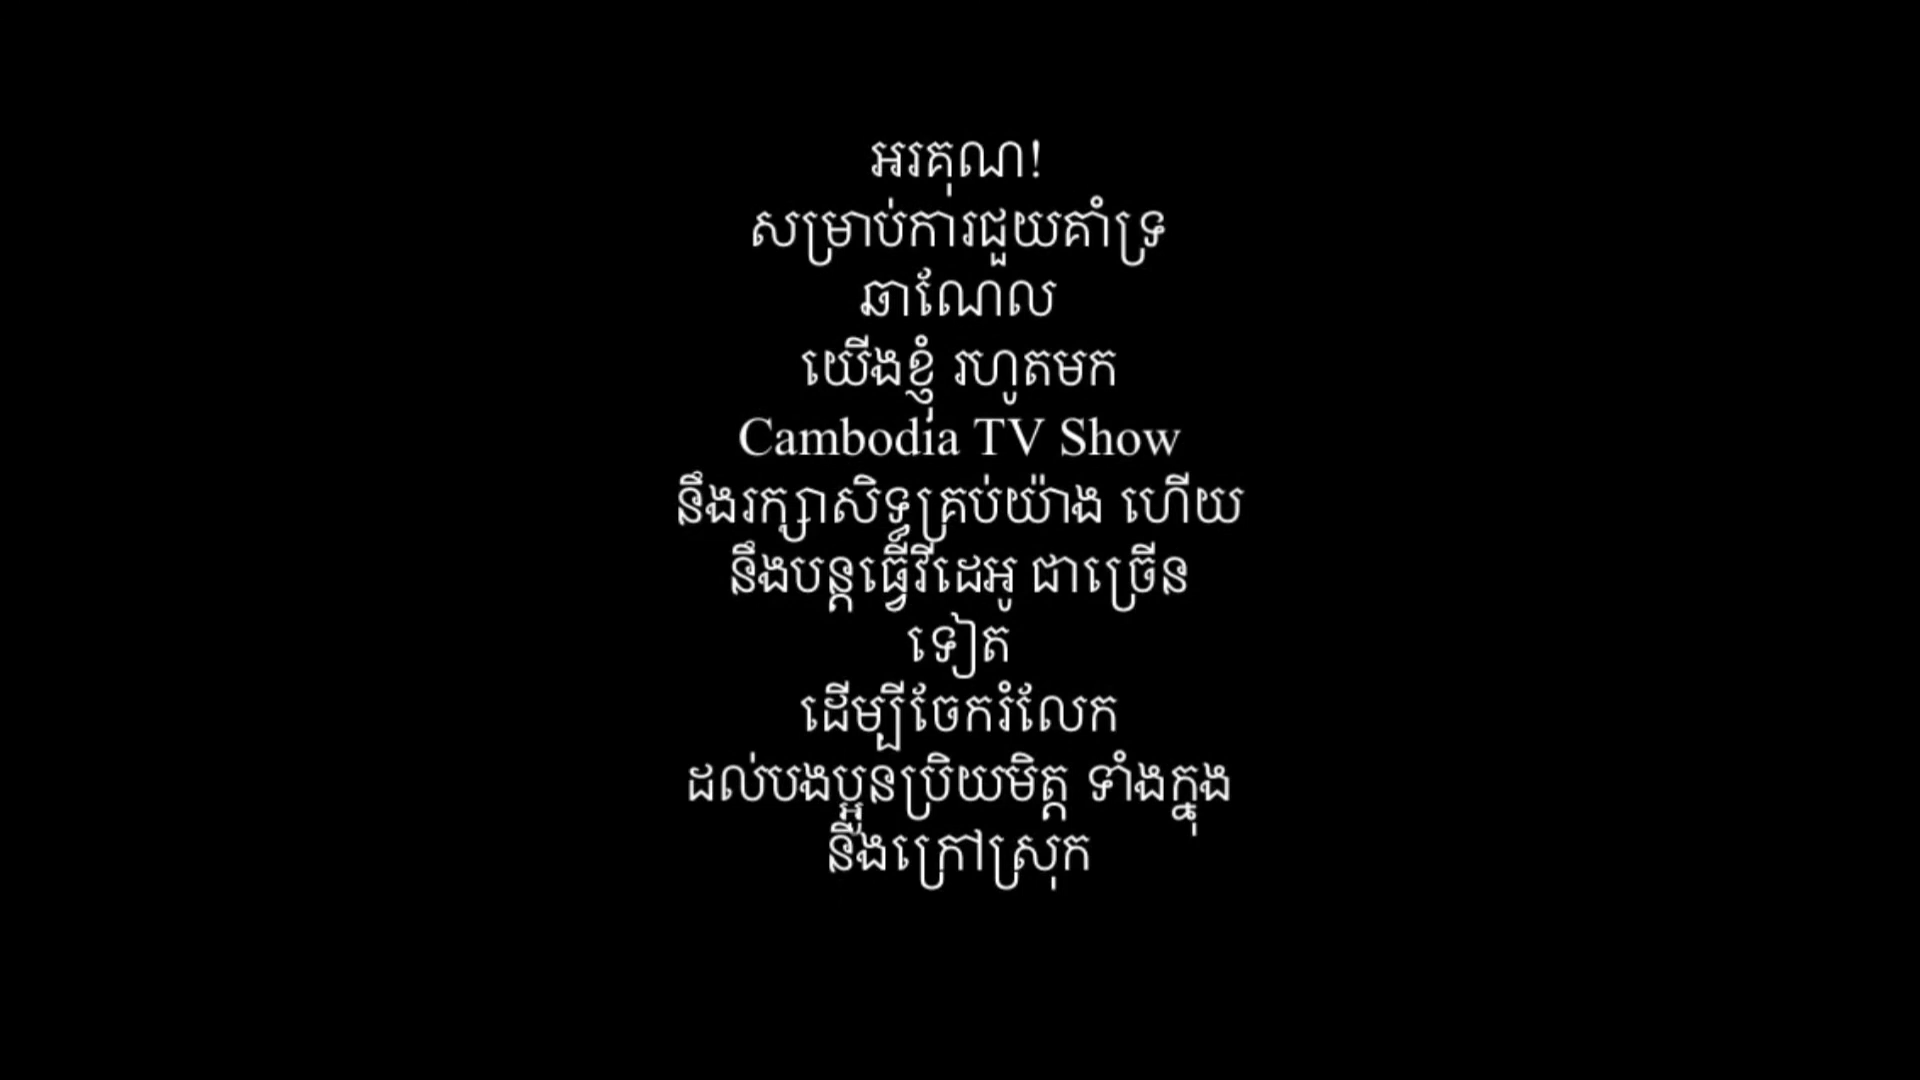 អរគុណ!
សម្រាប់ការជួយគាំទ្រ
ឆាណែល
យើងខ្ញុំ រហូតមក
Cambodia TV Show
នឹងរក្សាសិទ្ធិគ្រប់យ៉ាង ហើយ
នឹងបន្តធ្វើវីដេអូ ជាច្រើន
ទៀត
ដើម្បីចែករំលែក
ដល់បងប្អូនប្រិយមិត្ត ទាំងក្នុង
នឹងក្រៅស្រុក